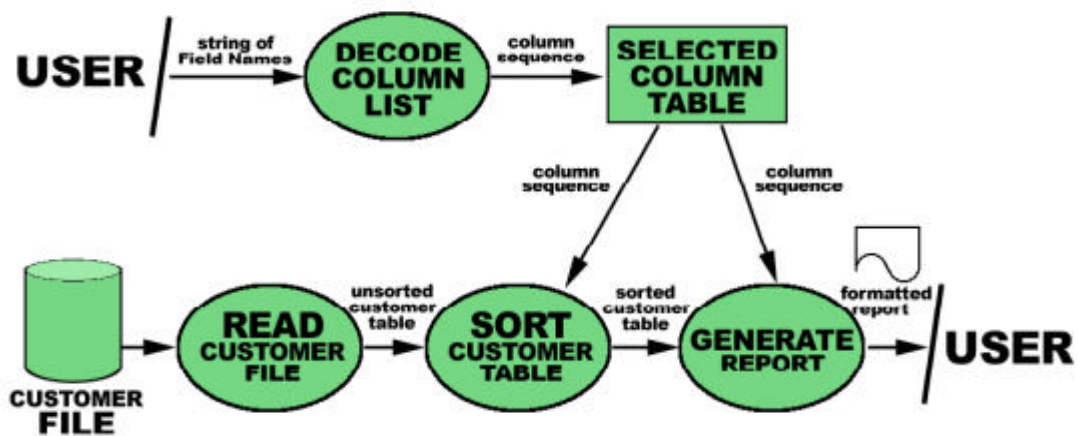 USER
string of
Field Names
DECODE
COLUMN
LIST
column
sequence
SELECTED
COLUMN
TABLE
column
sequence
column
sequence
CUSTOMER
FILE
READ
CUSTOMER
FILE
unsorted
customer
table
SORT
CUSTOMER
TABLE
sorted
customer
table
GENERATE
REPORT
formatted
report
USER